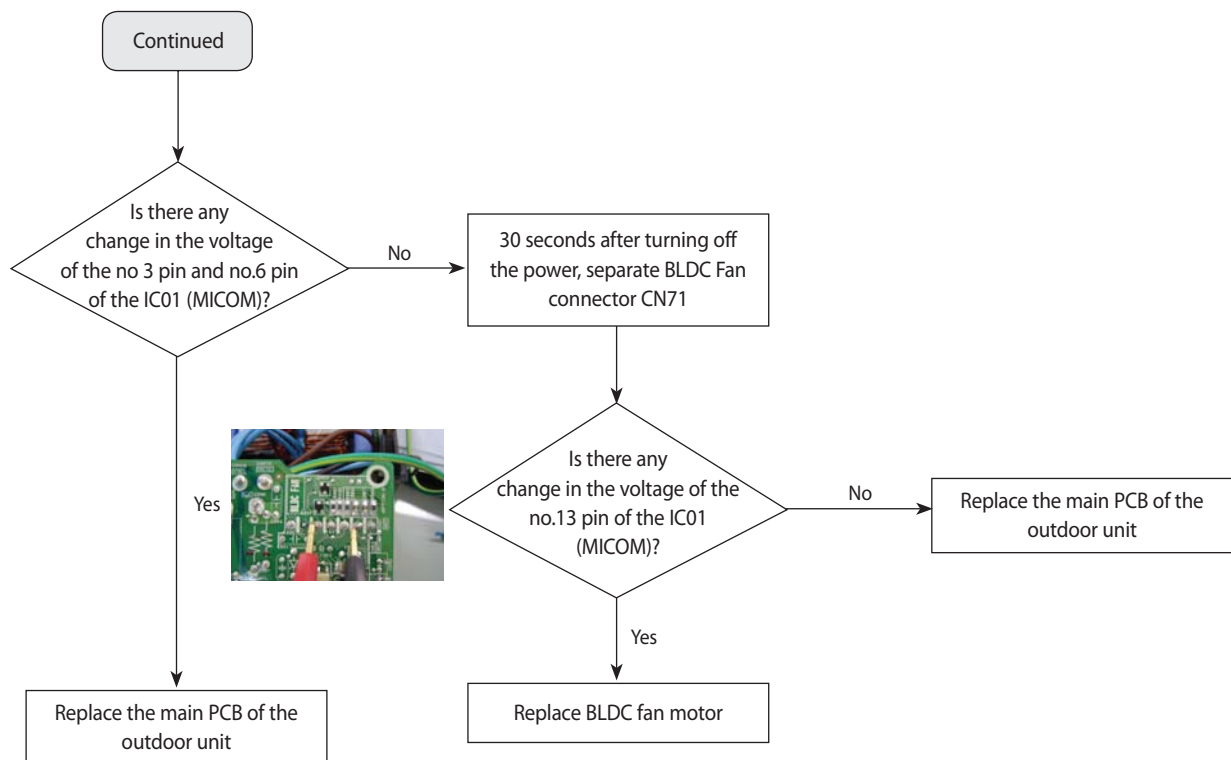 Continued
Is there any
change in the voltage
of the no 3 pin and no.6 pin
of the IC01 (MICOM)?
No
30 seconds after turning off
the power, separate BLDC Fan
connector CN71
Yes
BLDC FAN
Is there any
change in the voltage of the
no.13 pin of the IC01
(MICOM)?
No
Replace the main PCB of the
outdoor unit
Yes
Replace the main PCB of the
outdoor unit
Replace BLDC fan motor